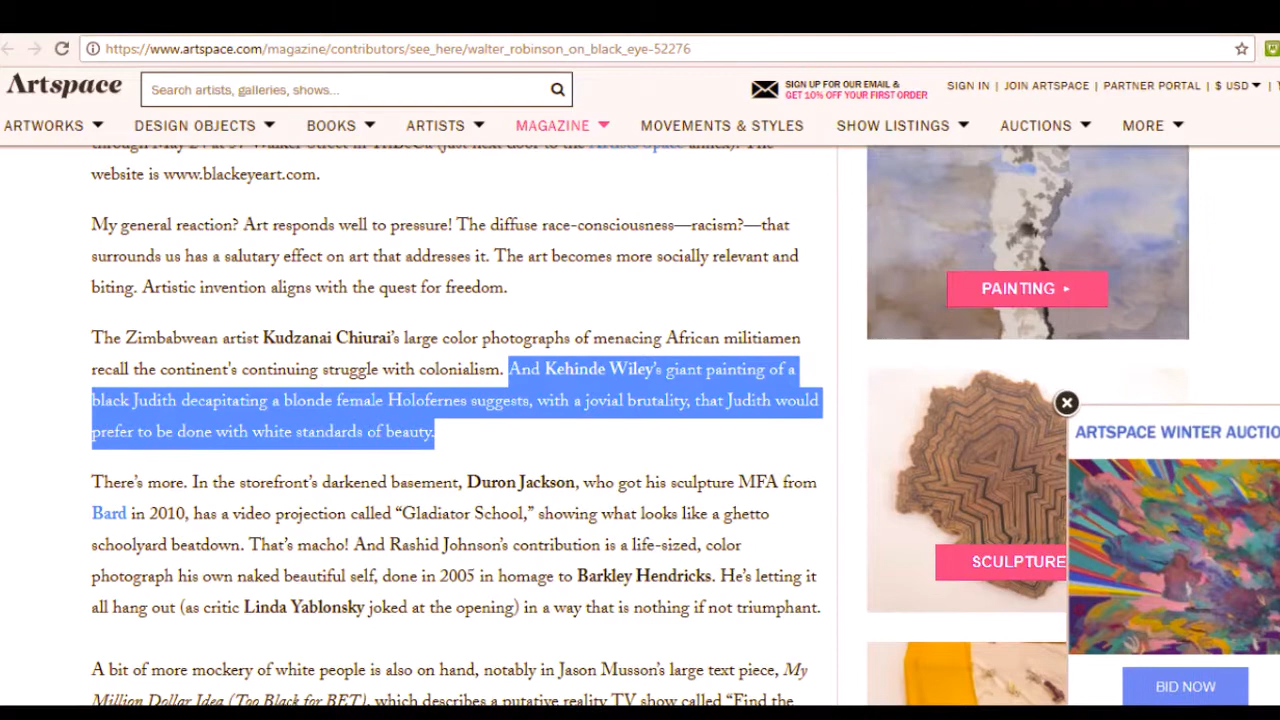 https://www.artspace.com/magazine/contributors/see_here/walter_robinson_on_black_eye-52276
Artspace
Search artists, galleries, shows...
SIGN UP FOR OUR EMAIL &
GET 10% OFF YOUR FIRST ORDER
SIGN IN | JOIN ARTSPACE | PARTNER PORTAL | $ USD
ARTWORKS DESIGN OBJECTS BOOKS ARTISTS MAGAZINE MOVEMENTS & STYLES SHOW LISTINGS AUCTIONS MORE
through May 24 at 37 Walker Street in TriBeCa (just next door to the Artists Space annex). The
website is www.blackeyeart.com.
My general reaction? Art responds well to pressure! The diffuse race-consciousness—racism?—that
surrounds us has a salutary effect on art that addresses it. The art becomes more socially relevant and
biting. Artistic invention aligns with the quest for freedom.
The Zimbabwean artist Kudzanai Chiurai's large color photographs of menacing African militiamen
recall the continent's continuing struggle with colonialism. And Kehinde Wiley's giant painting of a
black Judith decapitating a blonde female Holofernes suggests, with a jovial brutality, that Judith would
prefer to be done with white standards of beauty.
There's more. In the storefront's darkened basement, Duron Jackson, who got his sculpture MFA from
Bard in 2010, has a video projection called “Gladiator School,” showing what looks like a ghetto
schoolyard beatdown. That's macho! And Rashid Johnson's contribution is a life-sized, color
photograph his own naked beautiful self, done in 2005 in homage to Barkley Hendricks. He's letting it
all hang out (as critic Linda Yablonsky joked at the opening) in a way that is nothing if not triumphant.
A bit of more mockery of white people is also on hand, notably in Jason Musson's large text piece, My
Million Dollar Idea (Too Black for BET), which describes a putative reality TV show called “Find the
PAINTING
SCULPTURE
ARTSPACE WINTER AUCTIO
BID NOW